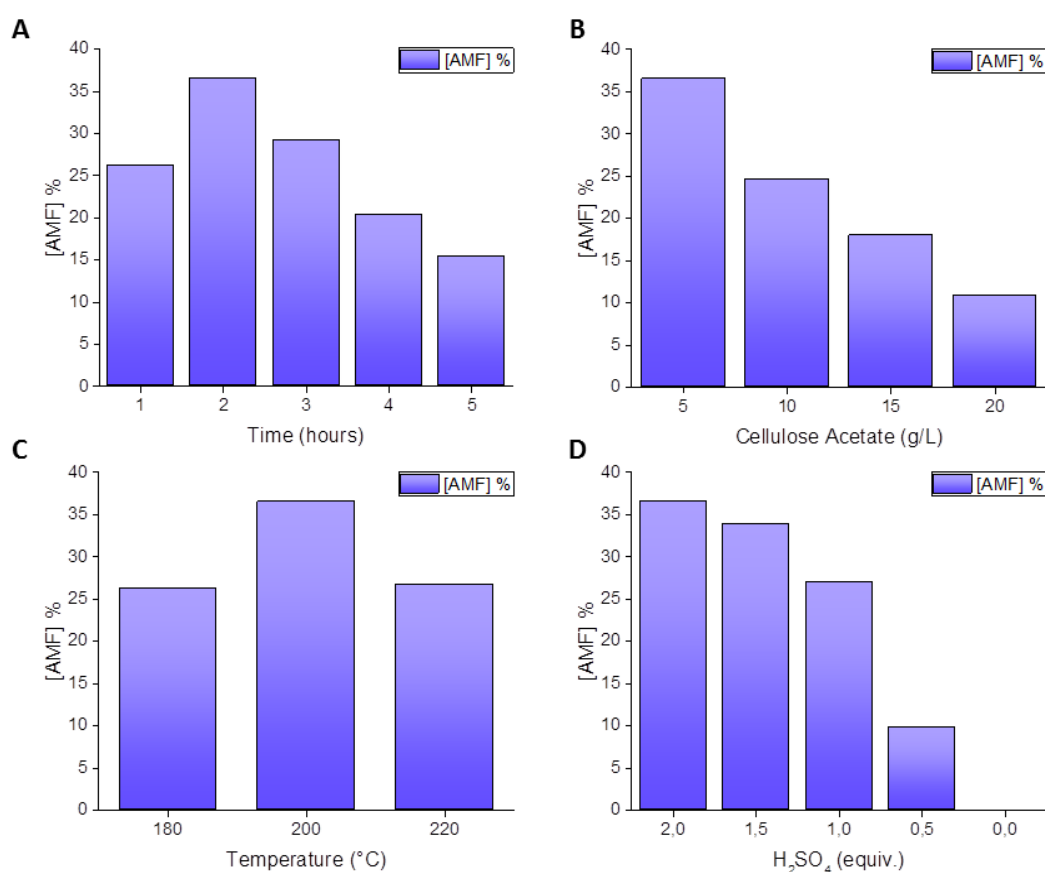 A
[AMF] %
40
35
30
25
20
15
10
5
0
[AMF] %
1 2 3 4 5
Time (hours)
B
[AMF] %
40
35
30
25
20
15
10
5
0
[AMF] %
5 10 15 20
Cellulose Acetate (g/L)
C
[AMF] %
40
35
30
25
20
15
10
5
0
[AMF] %
180 200 220
Temperature (°C)
D
[AMF] %
40
35
30
25
20
15
10
5
0
[AMF] %
2,0 1,5 1,0 0,5 0,0
H₂SO₄ (equiv.)